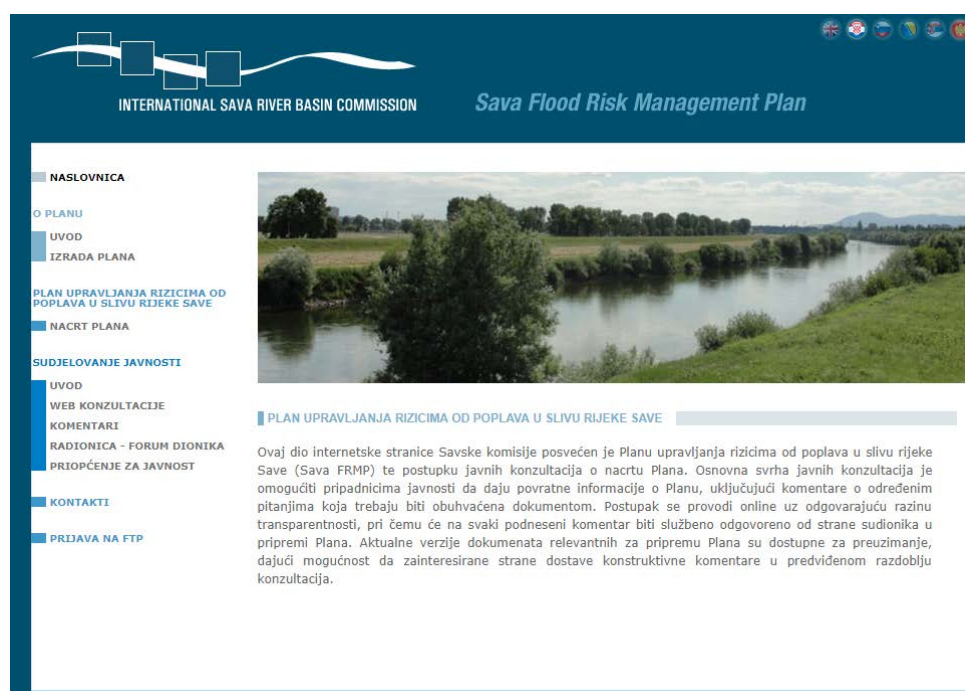 INTERNATIONAL SAVA RIVER BASIN COMMISSION
Sava Flood Risk Management Plan
NASLOVNICA
O PLANU
UVOD
IZRADA PLANA
PLAN UPRAVLJANJA RIZICIMA OD
POPLAVA U SLIVU RIJEKE SAVE
NACRT PLANA
SUDJELOVANJE JAVNOSTI
UVOD
WEB KONZULTACIJE
KOMENTARI
RADIONICA - FORUM DIONIKA
PRIOPĆENJE ZA JAVNOST
KONTAKTI
PRIJAVA NA FTP
PLAN UPRAVLJANJA RIZICIMA OD POPLAVA U SLIVU RIJEKE SAVE
Ovaj dio internetske stranice Savske komisije posvećen je Planu upravljanja rizicima od poplava u slivu rijeke
Save (Sava FRMP) te postupku javnih konzultacija o nacrtu Plana. Osnovna svrha javnih konzultacija je
omogućiti pripadnicima javnosti da daju povratne informacije o Planu, uključujući komentare o određenim
pitanjima koja trebaju biti obuhvaćena dokumentom. Postupak se provodi online uz odgovarajuću razinu
transparentnosti, pri čemu će na svaki podneseni komentar biti službeno odgovoreno od strane sudionika u
pripremi Plana. Aktualne verzije dokumenata relevantnih za pripremu Plana su dostupne za preuzimanje,
dajući mogućnost da zainteresirane strane dostave konstruktivne komentare u predviđenom razdoblju
konzultacija.